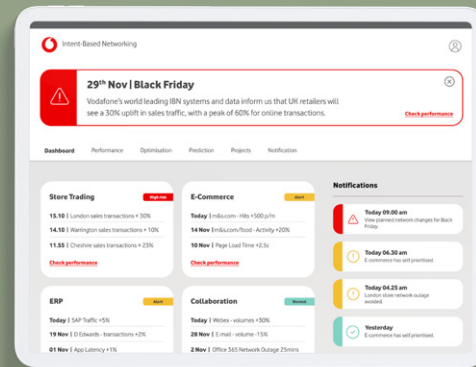 Intent-Based Networking
29th Nov | Black Friday
Vodafone's world leading IBN systems and data inform us that UK retailers will
see a 30% uplift in sales traffic, with a peak of 60% for online transactions.
Check performance
Dashboard Performance Optimisation Prediction Projects Notification
Store Trading
High risk
15.10 | London sales transactions + 30%
14.10 | Warrington sales transactions + 10%
11.55 | Cheshire sales transactions + 23%
Check performance
E-Commerce
Alert
Today | m&s.com - Hits +500 p/m
14 Nov |m&s.com/food - Activity +20%
10 Nov | Page Load Time +2.5s
Check performance
Notifications
Today 09.00 am
View planned network changes for Black
Friday.
Today 06.30 am
E-commerce has self prioritised.
Today 04.25 am
London store network outage
avoided.
Yesterday
E-commerce has self prioritised.
ERP
Alert
Today | SAP Traffic +5%
19 Nov | D Edwards - transactions +2%
01 Nov | App Latency +1%
Collaboration
Normal
Today | Webex - volumes +30%
28 Nov | E-mail - volume -15%
2 Nov | Office 365 Network Outage 25mins